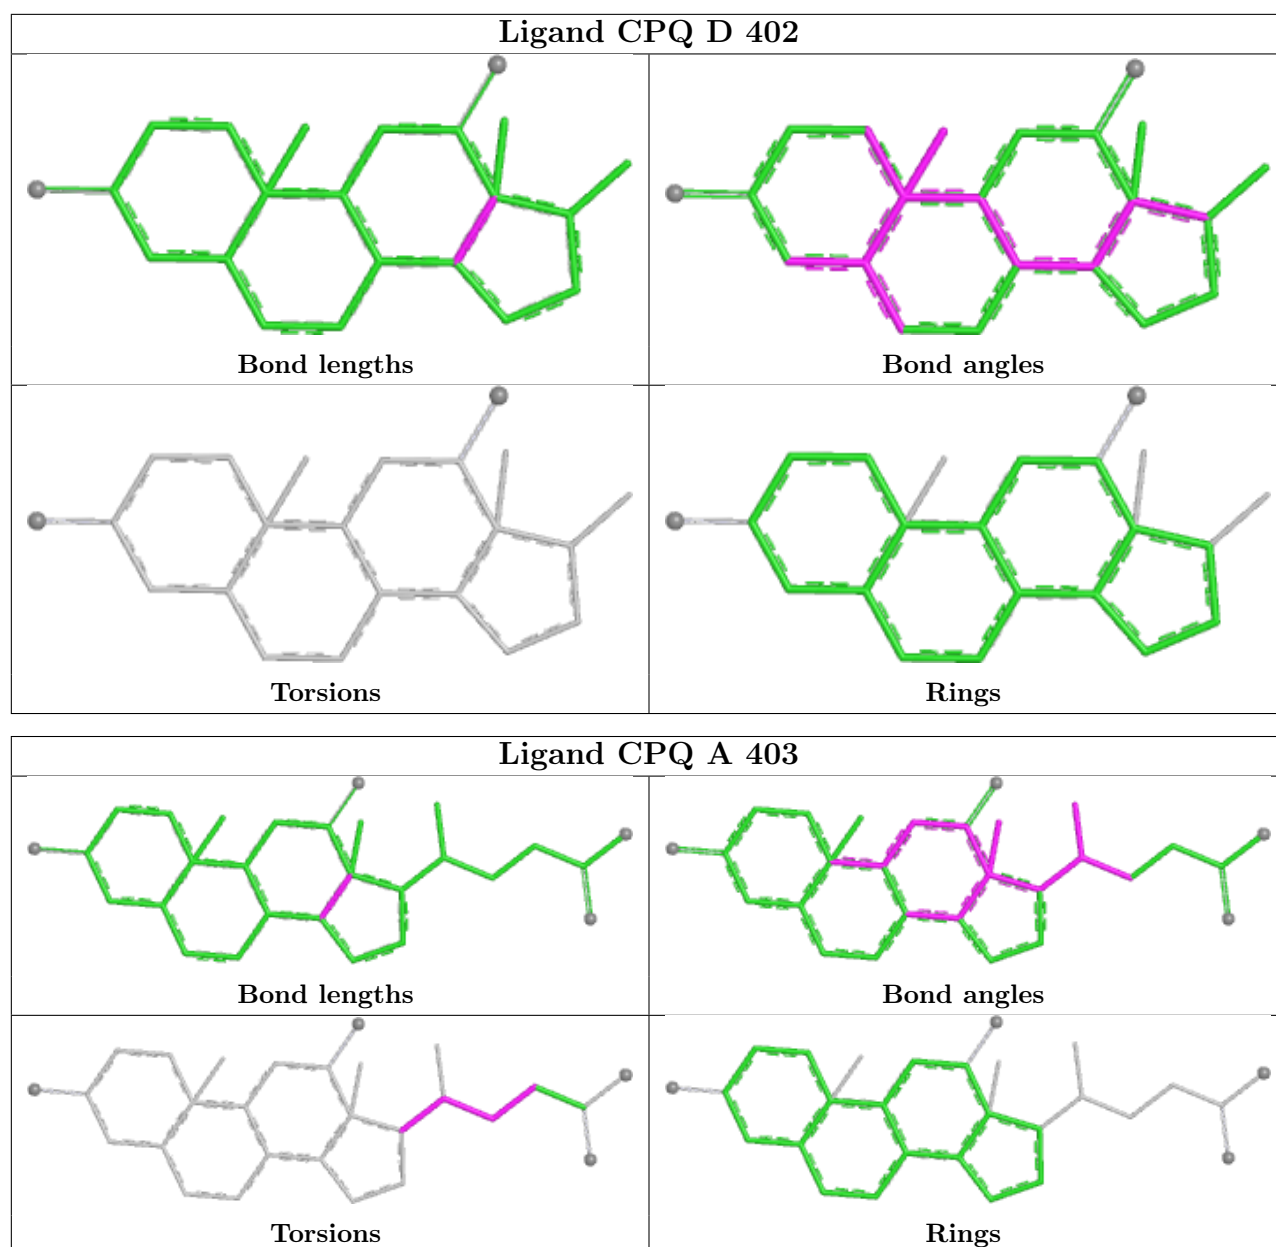 Ligand CPQ D 402
Bond lengths
Bond angles
Torsions
Rings
Ligand CPQ A 403
Bond lengths
Bond angles
Torsions
Rings